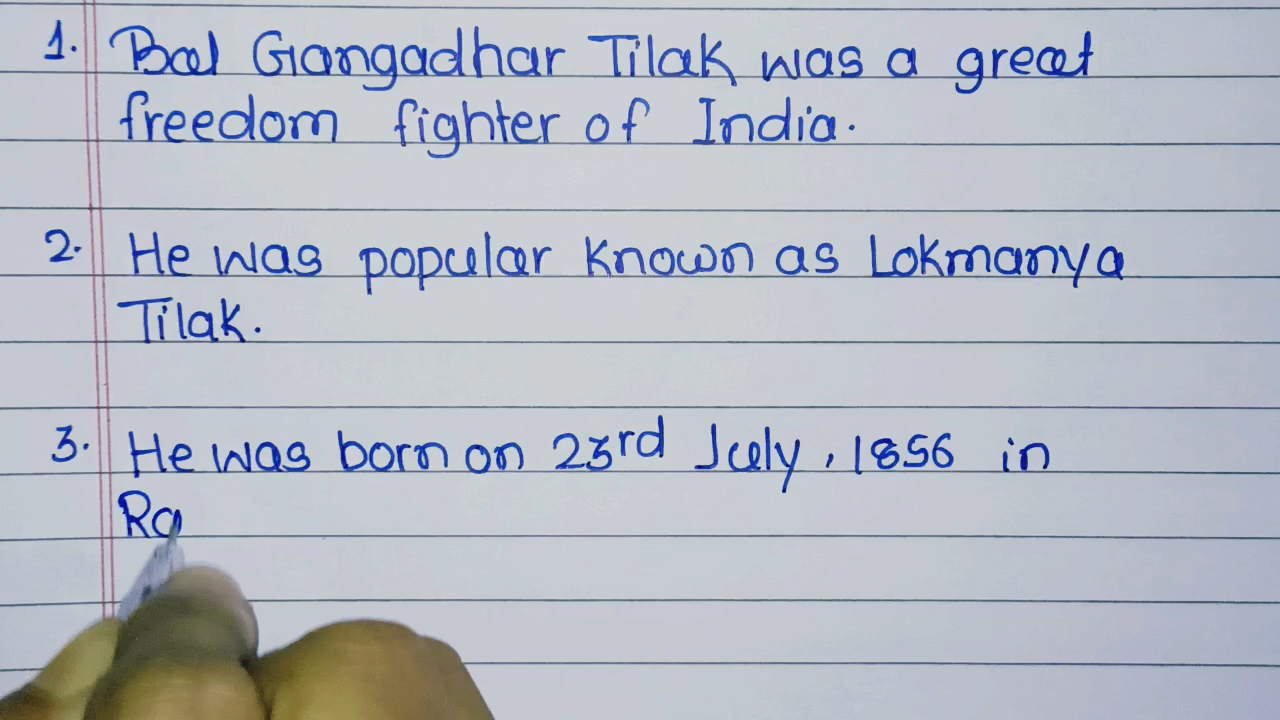 1. Bal Gangadhar Tilak was a great
freedom fighter of India.
2. He was popular known as Lokmanya
Tilak.
3. He was born on 23rd July, 1856 in
Ra